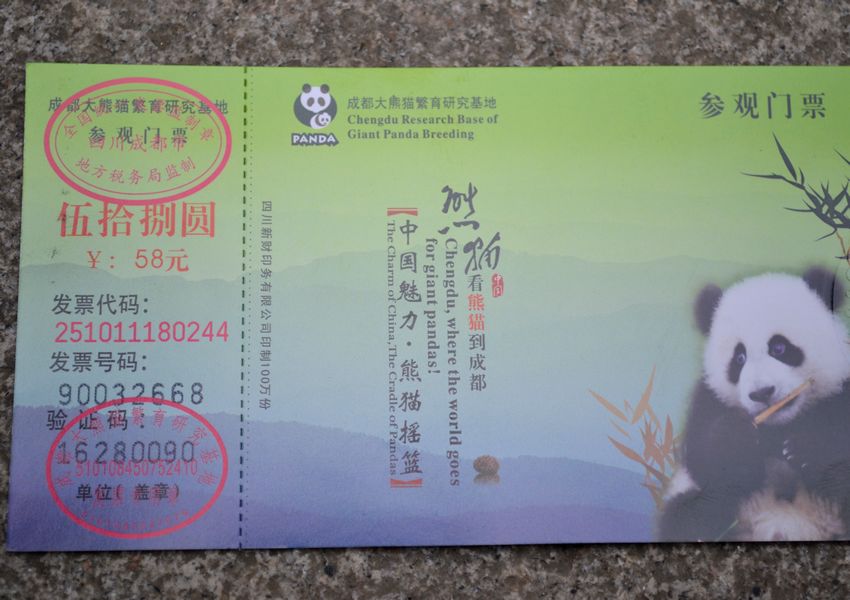 成都大熊猫繁育研究基地
参观门票
四川成都市
地方税务局监制
伍拾捌圆
¥：58元
发票代码：
251011180244
发票号码：
90032668
验证码：
16280090
510108450752410
单位（盖章）
四川新财印务有限公司印制100万份
PANDA
成都大熊猫繁育研究基地
Chengdu Research Base of
Giant Panda Breeding
参观门票
熊猫
看熊猫到成都
Chengdu, where the world goes
for giant pandas!
【中国魅力·熊猫摇篮】
The Charm of China, The Cradle of Pandas